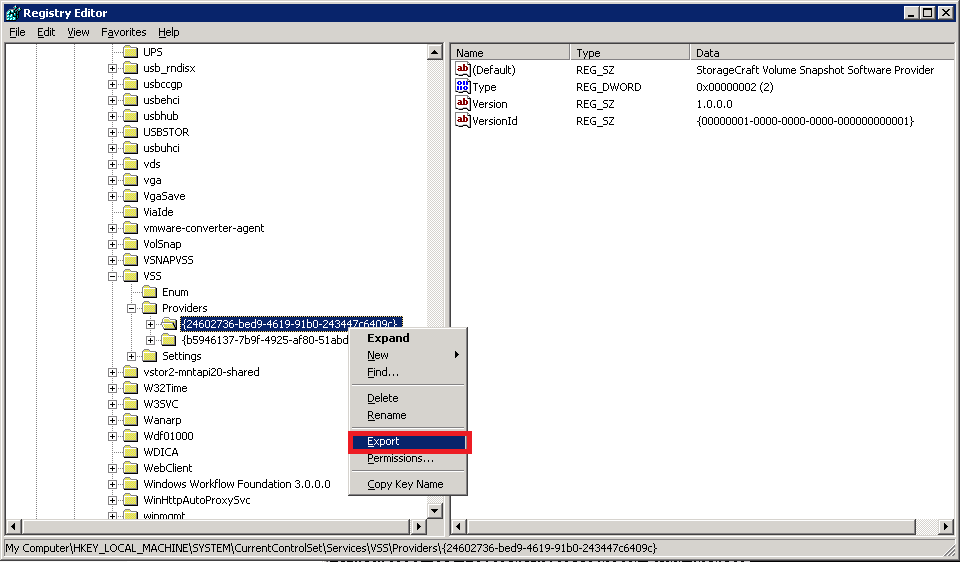 Registry Editor
File Edit View Favorites Help
UPS
usb_rndisx
usbccgp
usbehci
usbhub
USBSTOR
usbuhci
vds
vga
VgaSave
ViaIde
vmware-converter-agent
VolSnap
VSNAPVSS
VSS
Enum
Providers
{24602736-bed9-4619-91b0-243447c6409c}
{b5946137-7b9f-4925-af80-51abd
Settings
vstor2-mntapi20-shared
W32Time
W3SVC
Wanarp
Wdf01000
WDICA
WebClient
Windows Workflow Foundation 3.0.0.0
WinHttpAutoProxySvc
winmgmt
Expand
New
Find...
Delete
Rename
Export
Permissions...
Copy Key Name
Name Type Data
(Default) REG_SZ StorageCraft Volume Snapshot Software Provider
Type REG_DWORD 0x00000002 (2)
Version REG_SZ 1.0.0.0
VersionId REG_SZ {00000001-0000-0000-0000-000000000001}
My Computer\HKEY_LOCAL_MACHINE\SYSTEM\CurrentControlSet\Services\VSS\Providers\{24602736-bed9-4619-91b0-243447c6409c}